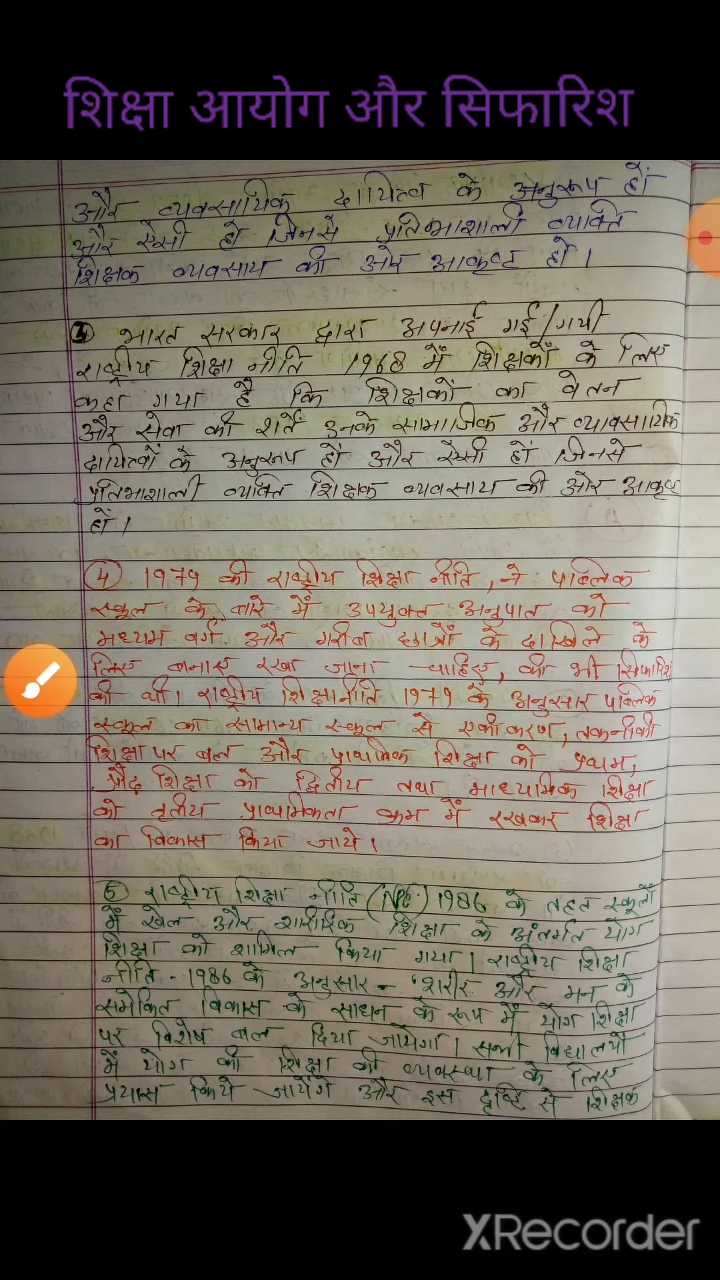 शिक्षा आयोग और सिफारिश
और व्यवसायिक दायित्व के अनुरूप हों
और ऐसी हो जिनसे प्रतिभाशाली व्यक्ति
शिक्षक व्यवसाय की ओर आकृष्ट हो।
3 भारत सरकार द्वारा अपनाई गई/गयी
राष्ट्रीय शिक्षा नीति 1968 में शिक्षकों के लिए
कहा गया है कि शिक्षकों का वेतन
और सेवा की शर्तें उनके सामाजिक और व्यावसायिक
दायित्वों के अनुरूप हों और ऐसी हों जिनसे
प्रतिभाशाली व्यक्ति शिक्षक व्यवसाय की ओर आकृष्ट
हों।
4 1979 की राष्ट्रीय शिक्षा नीति, ने पब्लिक
स्कूल के बारे में उपयुक्त अनुपात को
मध्यम वर्ग और गरीब छात्रों के दाखिले के
लिए बनाए रखा जाना चाहिए, की भी सिफारिश
की थी। राष्ट्रीय शिक्षानीति 1979 के अनुसार पब्लिक
स्कूल का सामान्य स्कूल से एकीकरण, तकनीकी
शिक्षा पर बल और प्राथमिक शिक्षा को प्रथम,
प्रौढ़ शिक्षा को द्वितीय तथा माध्यमिक शिक्षा
को तृतीय प्राथमिकता क्रम में रखकर शिक्षा
का विकास किया जाये।
5 राष्ट्रीय शिक्षा नीति (NPE) 1986 के तहत स्कूलों
में खेल और शारीरिक शिक्षा के अंतर्गत योग
शिक्षा को शामिल किया गया। राष्ट्रीय शिक्षा
नीति - 1986 के अनुसार - 'शरीर और मन के
समेकित विकास के साधन के रूप में योग शिक्षा
पर विशेष बल दिया जायेगा। सभी विद्यालयों
में योग की शिक्षा की व्यवस्था के लिए
प्रयास किये जायेंगे और इस दृष्टि से शिक्षक
XRecorder